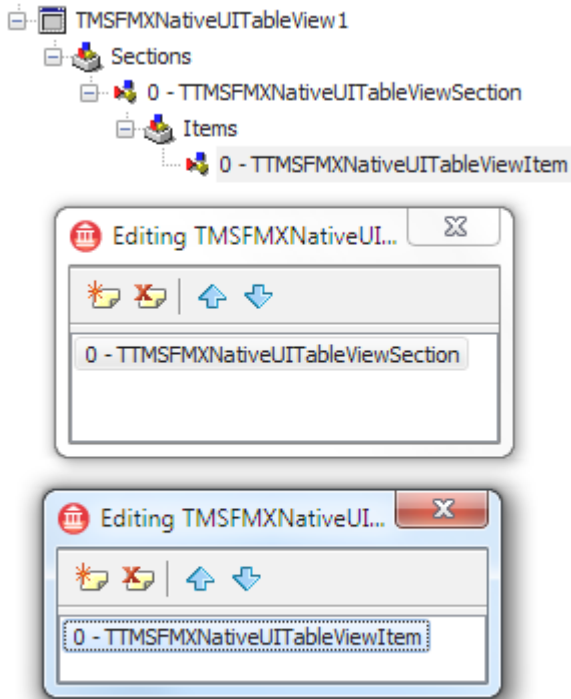 TMSFMXNativeUITableView1
Sections
0 - TTMSFMXNativeUITableViewSection
Items
0 - TTMSFMXNativeUITableViewItem
Editing TMSFMXNativeUI...
0 - TTMSFMXNativeUITableViewSection
Editing TMSFMXNativeUI...
0 - TTMSFMXNativeUITableViewItem